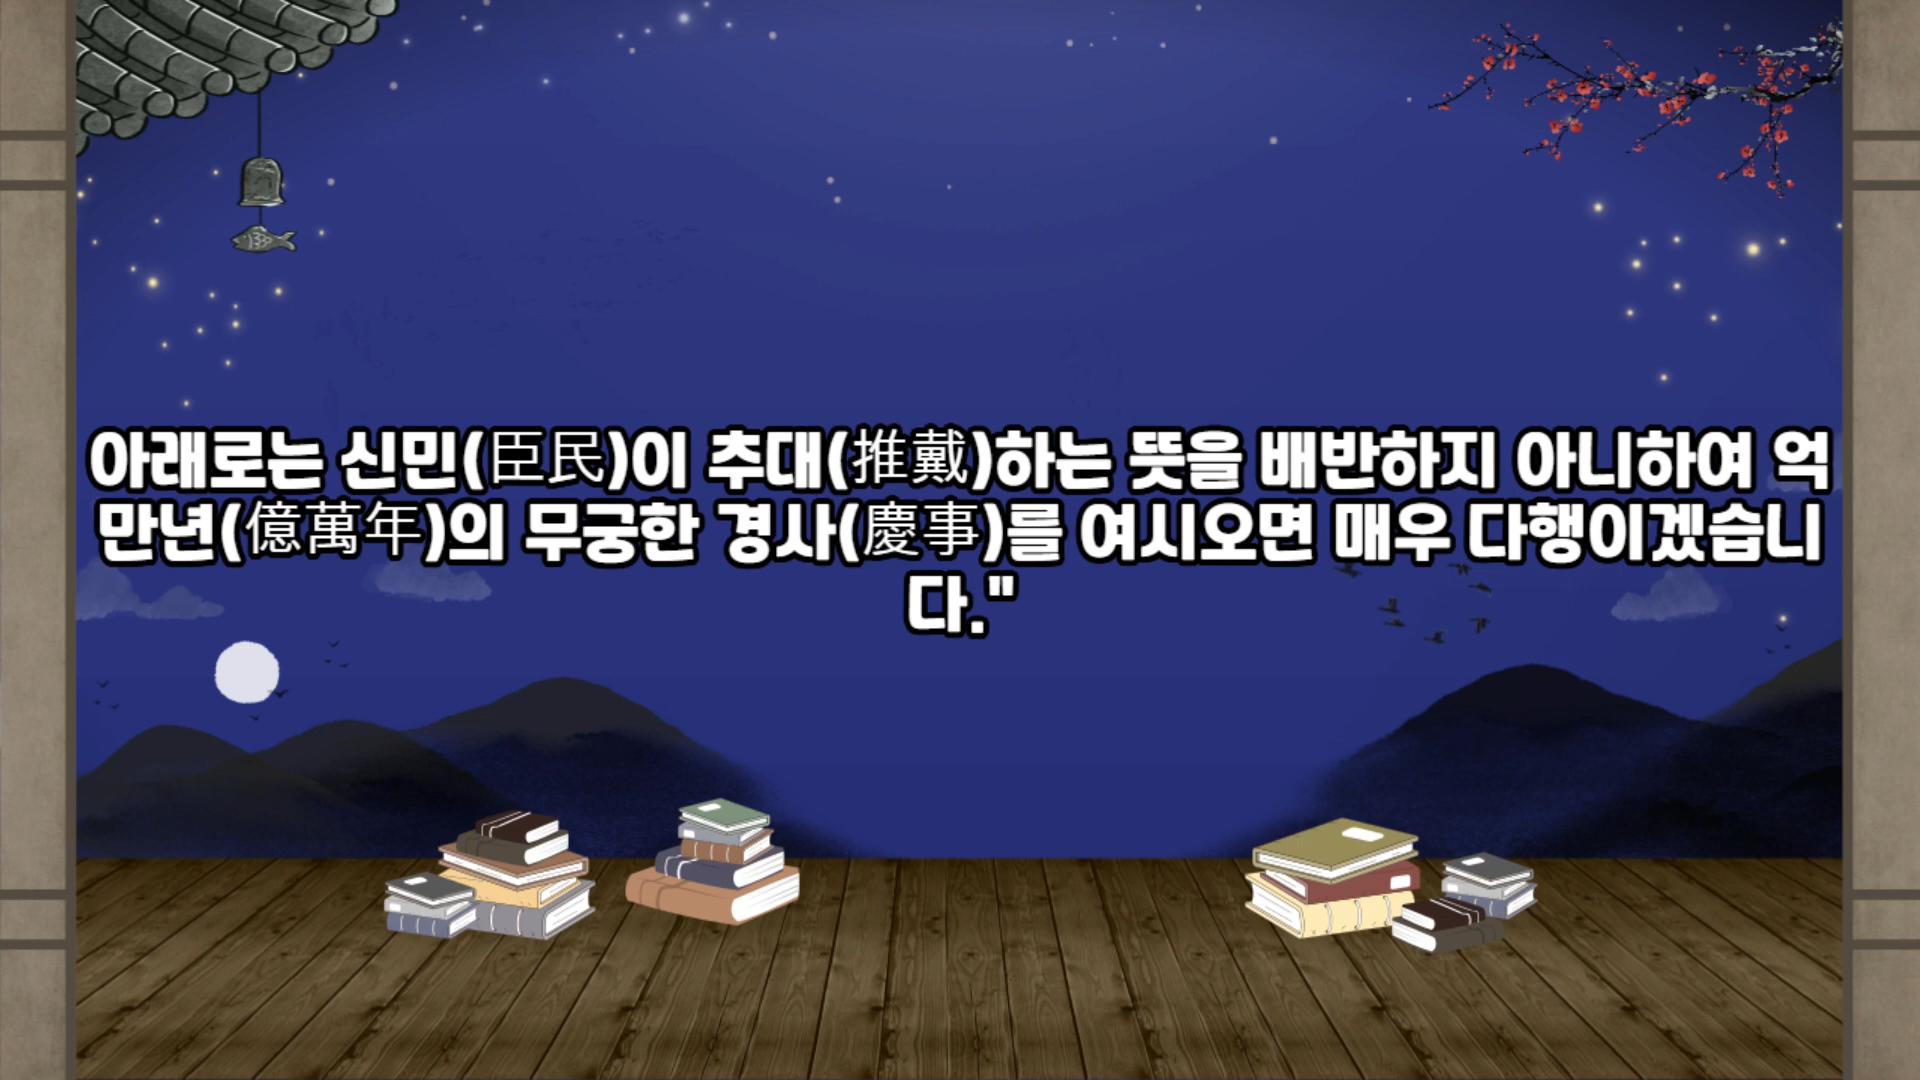 아래로는 신민(臣民)이 추대(推戴)하는 뜻을 배반하지 아니하여 억
만년(億萬年)의 무궁한 경사(慶事)를 여시오면 매우 다행이겠습니
다."